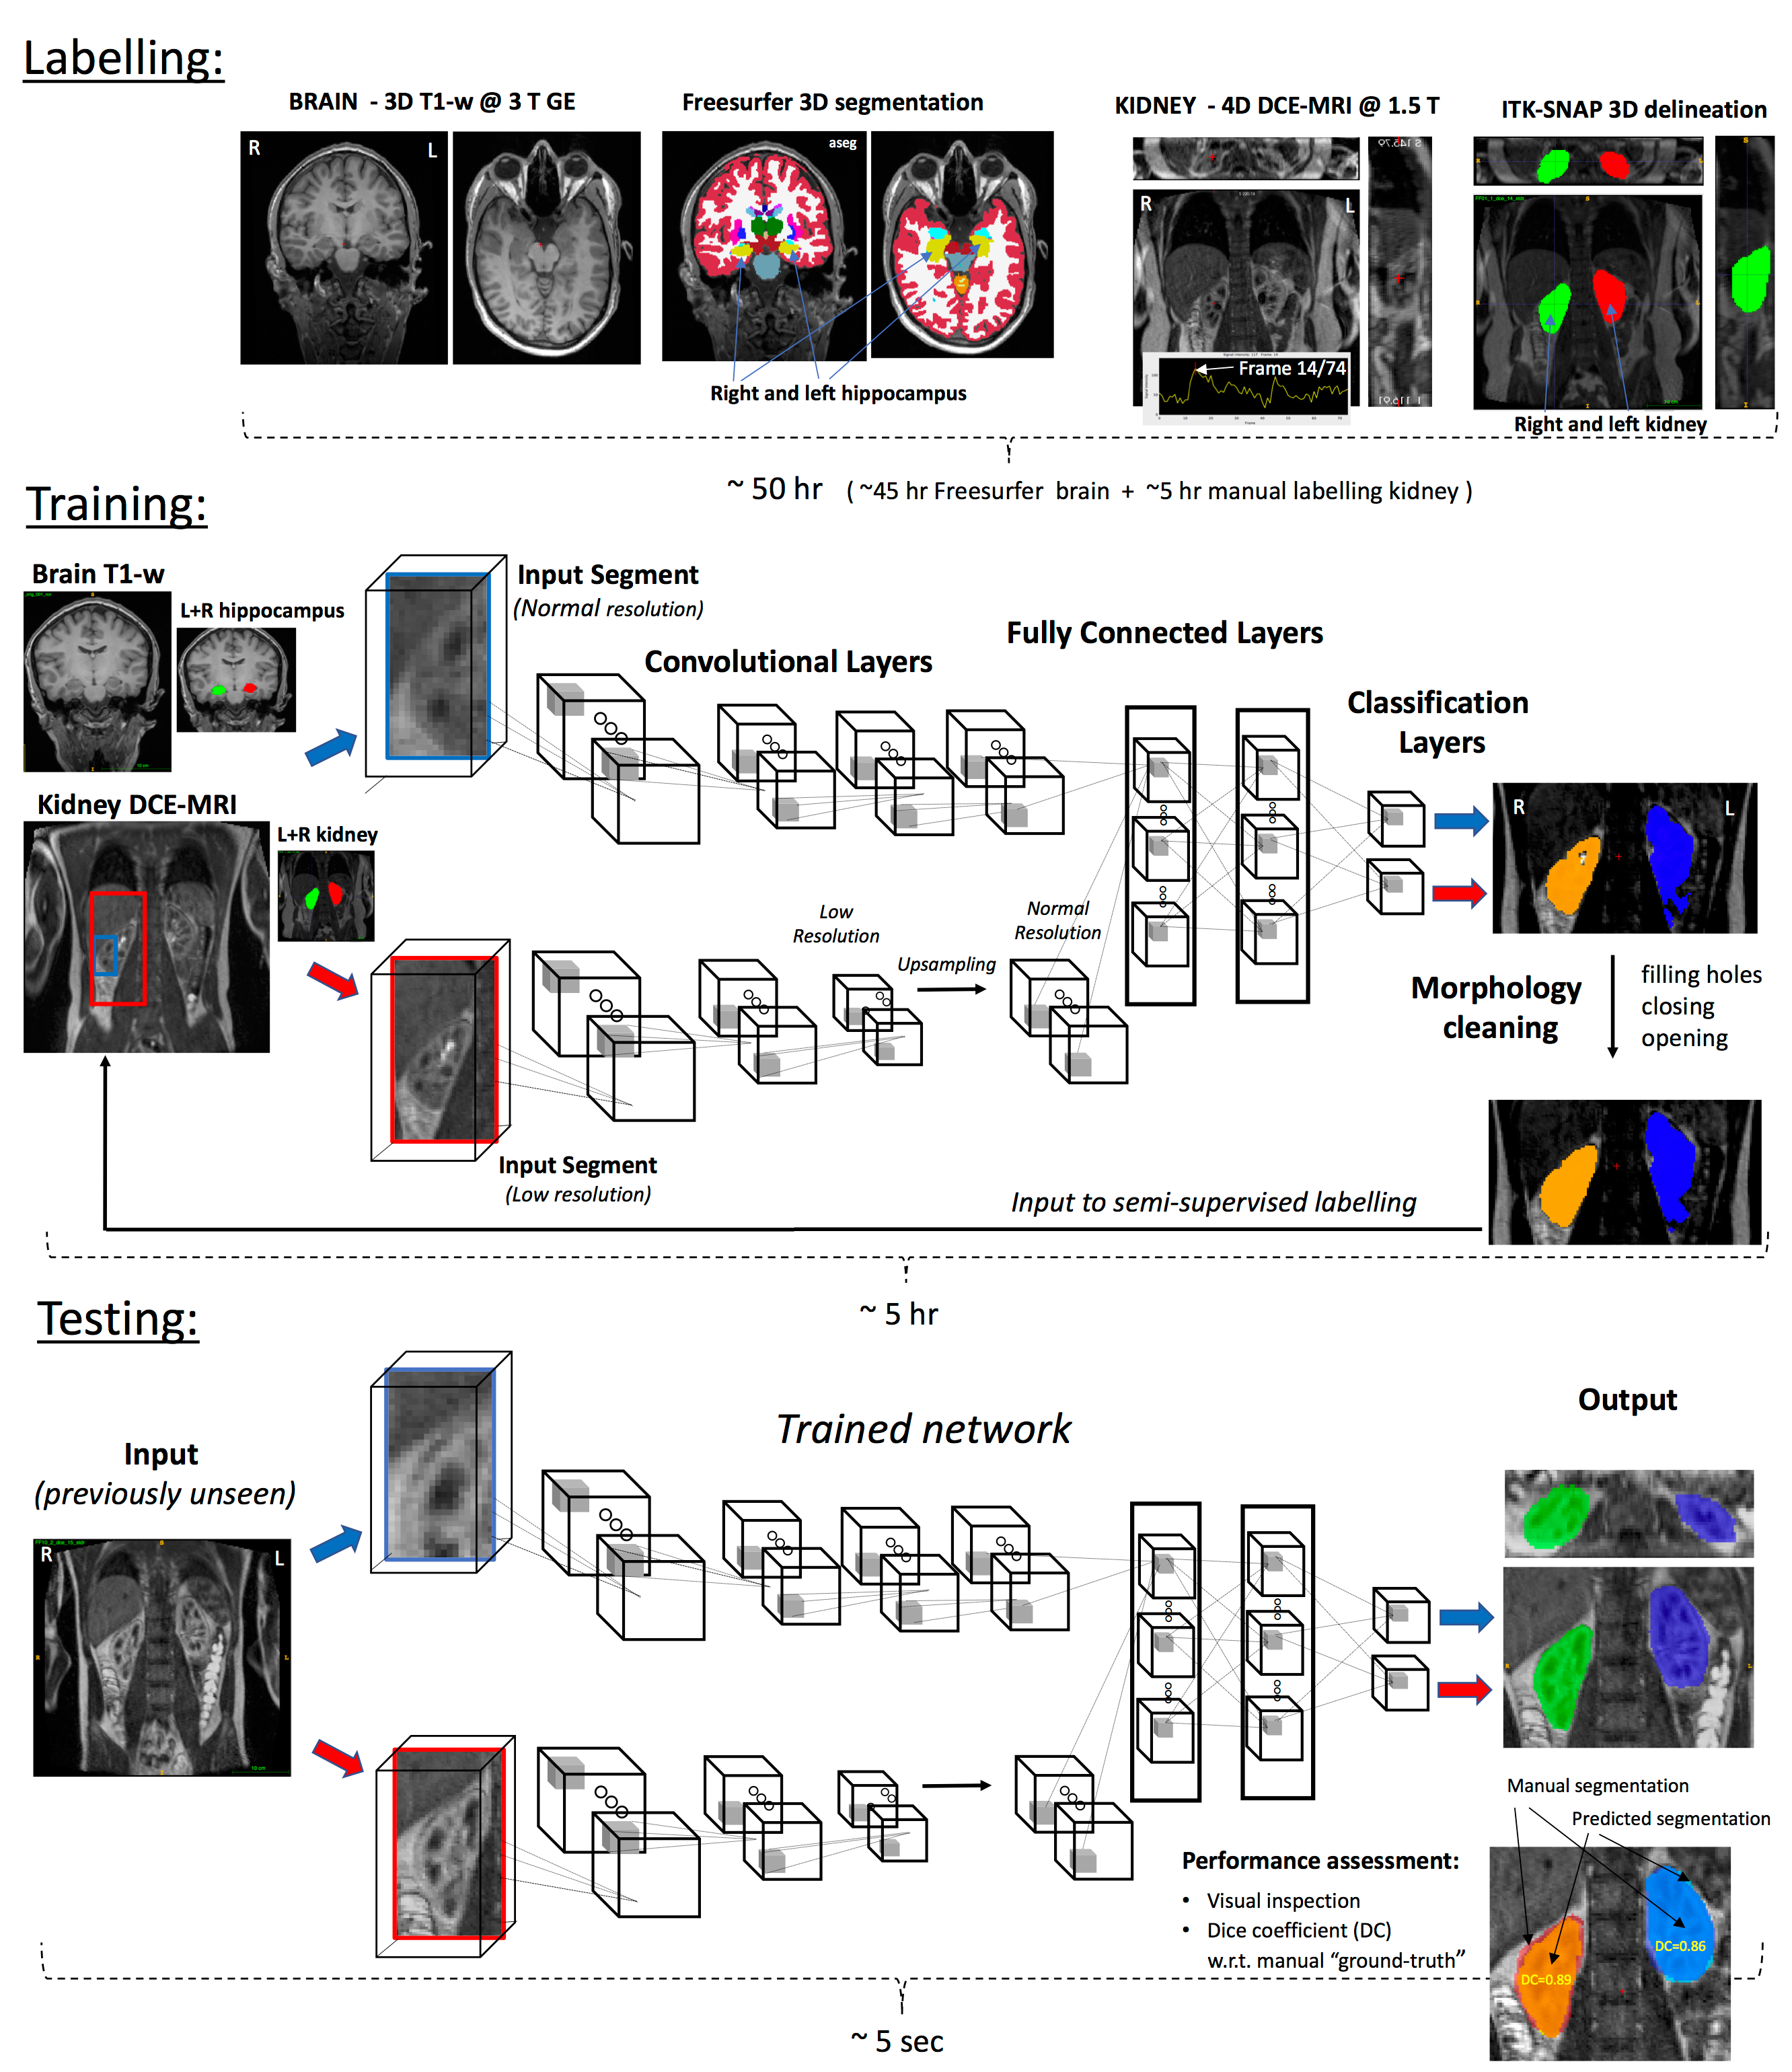 Labelling:
BRAIN - 3D T1-w @ 3 T GE
Freesurfer 3D segmentation
KIDNEY - 4D DCE-MRI @ 1.5 T
ITK-SNAP 3D delineation
R
L
aseg
R
L
Frame 14/74
Right and left hippocampus
Right and left kidney
~ 50 hr ( ~45 hr Freesurfer brain + ~5 hr manual labelling kidney )
Training:
Brain T1-w
L+R hippocampus
Input Segment
(Normal resolution)
Convolutional Layers
Fully Connected Layers
Classification
Layers
Kidney DCE-MRI
L+R kidney
R
L
Low
Resolution
Upsampling
Normal
Resolution
Morphology
cleaning
filling holes
closing
opening
Input Segment
(Low resolution)
Input to semi-supervised labelling
~ 5 hr
Testing:
Input
(previously unseen)
Trained network
Output
R
L
10 cm
Manual segmentation
Predicted segmentation
Performance assessment:
• Visual inspection
• Dice coefficient (DC)
w.r.t. manual “ground-truth”
DC=0.86
DC=0.89
~ 5 sec